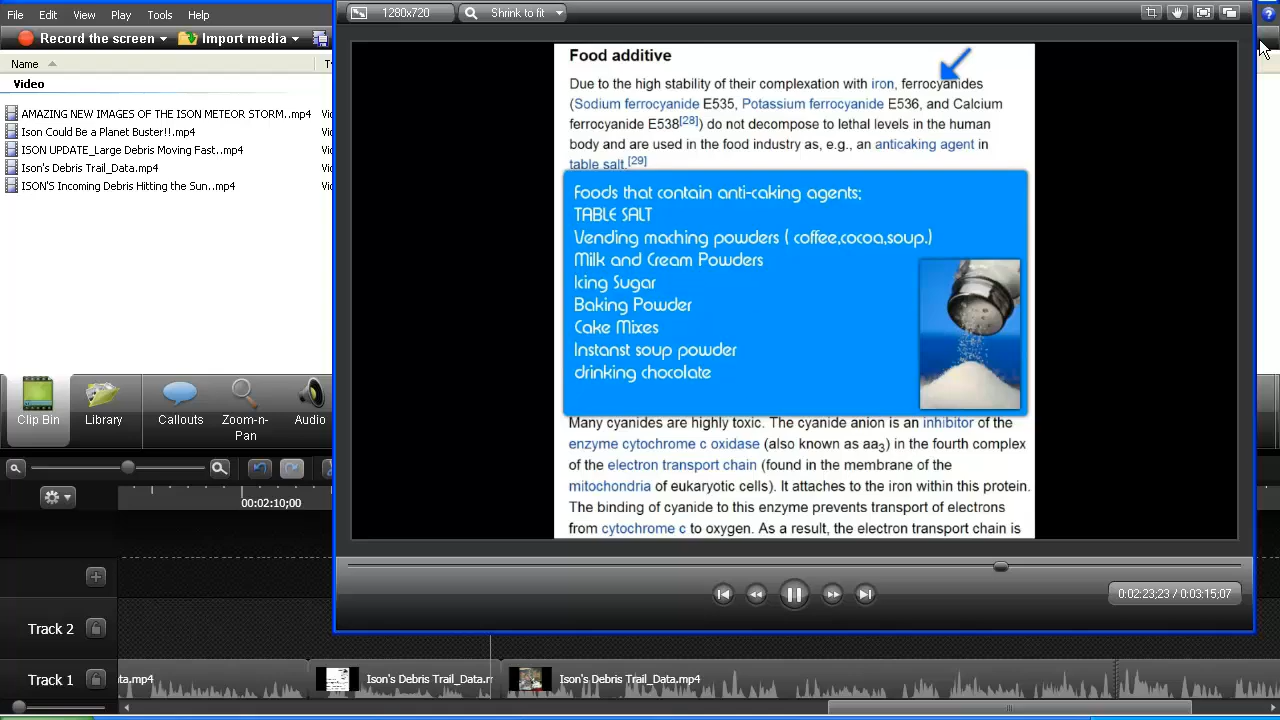 File Edit View Play Tools Help
1280x720 Shrink to fit
Record the screen Import media
Name
Video
AMAZING NEW IMAGES OF THE ISON METEOR STORM..mp4
Ison Could Be a Planet Buster!!.mp4
ISON UPDATE_Large Debris Moving Fast..mp4
Ison's Debris Trail_Data.mp4
ISON'S Incoming Debris Hitting the Sun..mp4
Food additive
Due to the high stability of their complexation with iron, ferrocyanides
(Sodium ferrocyanide E535, Potassium ferrocyanide E536, and Calcium
ferrocyanide E538[28]) do not decompose to lethal levels in the human
body and are used in the food industry as, e.g., an anticaking agent in
table salt.[29]
Foods that contain anti-caking agents;
TABLE SALT
Vending maching powders ( coffee,cocoa,soup.)
Milk and Cream Powders
Icing Sugar
Baking Powder
Cake Mixes
Instanst soup powder
drinking chocolate
Many cyanides are highly toxic. The cyanide anion is an inhibitor of the
enzyme cytochrome c oxidase (also known as aa3) in the fourth complex
of the electron transport chain (found in the membrane of the
mitochondria of eukaryotic cells). It attaches to the iron within this protein.
The binding of cyanide to this enzyme prevents transport of electrons
from cytochrome c to oxygen. As a result, the electron transport chain is
Clip Bin Library Callouts Zoom-n-
Pan Audio
00:02:10;00
0:02:23;23 / 0:03:15;07
Track 2
Track 1
ta.mp4 Ison's Debris Trail_Data.m Ison's Debris Trail_Data.mp4